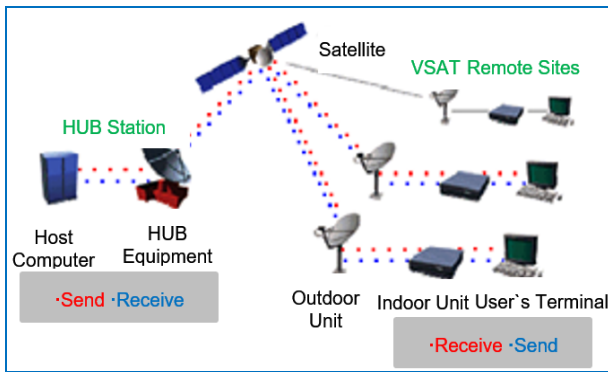 Satellite
VSAT Remote Sites
HUB Station
Host
Computer
HUB
Equipment
·Send ·Receive
Outdoor
Unit
Indoor Unit
User`s Terminal
·Receive ·Send